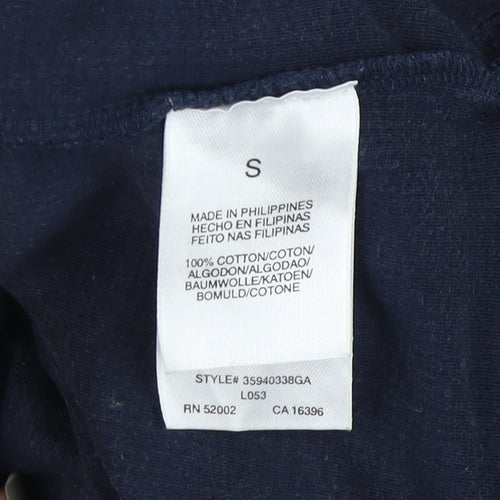 S
MADE IN PHILIPPINES
HECHO EN FILIPINAS
FEITO NAS FILIPINAS
100% COTTON/COTON/
ALGODON/ALGODAO/
BAUMWOLLE/KATOEN/
BOMULD/COTONE
STYLE# 35940338GA
L053
RN 52002 CA 16396